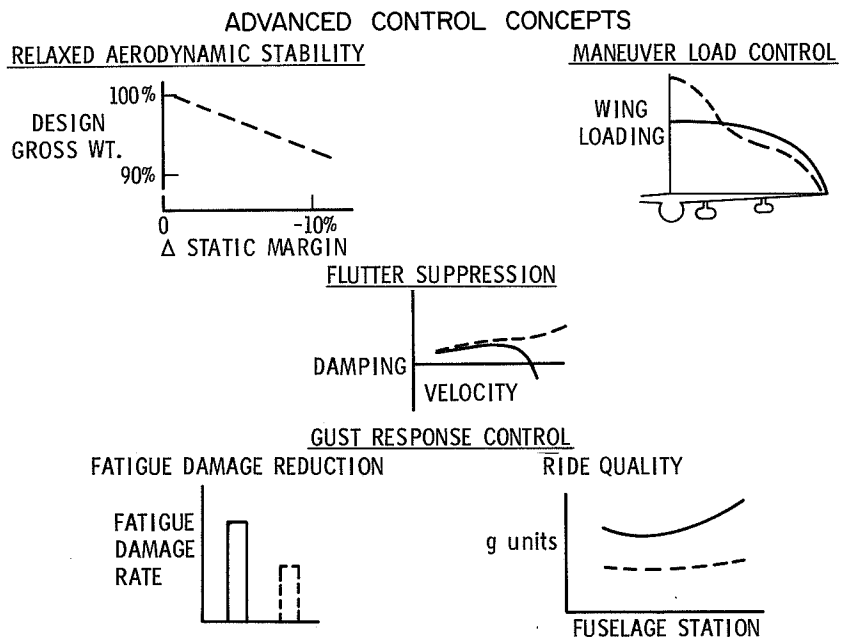 ADVANCED CONTROL CONCEPTS
RELAXED AERODYNAMIC STABILITY
100%
DESIGN
GROSS WT.
90%
0
-10%
Δ STATIC MARGIN
MANEUVER LOAD CONTROL
WING
LOADING
FLUTTER SUPPRESSION
DAMPING
VELOCITY
GUST RESPONSE CONTROL
FATIGUE DAMAGE REDUCTION
FATIGUE
DAMAGE
RATE
RIDE QUALITY
g units
FUSELAGE STATION